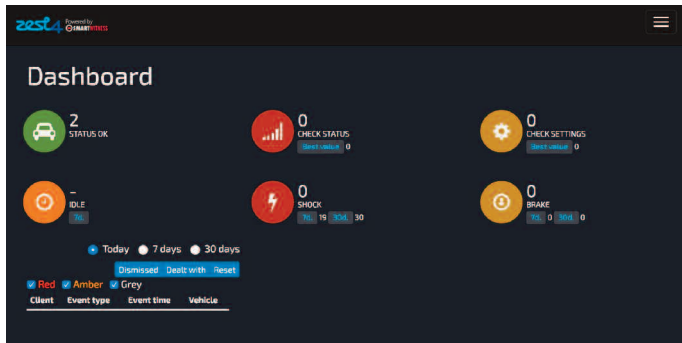 zest4 Powered by
SMARTWITNESS
Dashboard
2
STATUS OK
0
CHECK STATUS
Best value 0
0
CHECK SETTINGS
Best value 0
-
IDLE
7d.
0
SHOCK
7d. 19 30d. 30
0
BRAKE
7d. 0 30d. 0
Today 7 days 30 days
Dismissed Dealt with Reset
Red Amber Grey
Client Event type Event time Vehicle